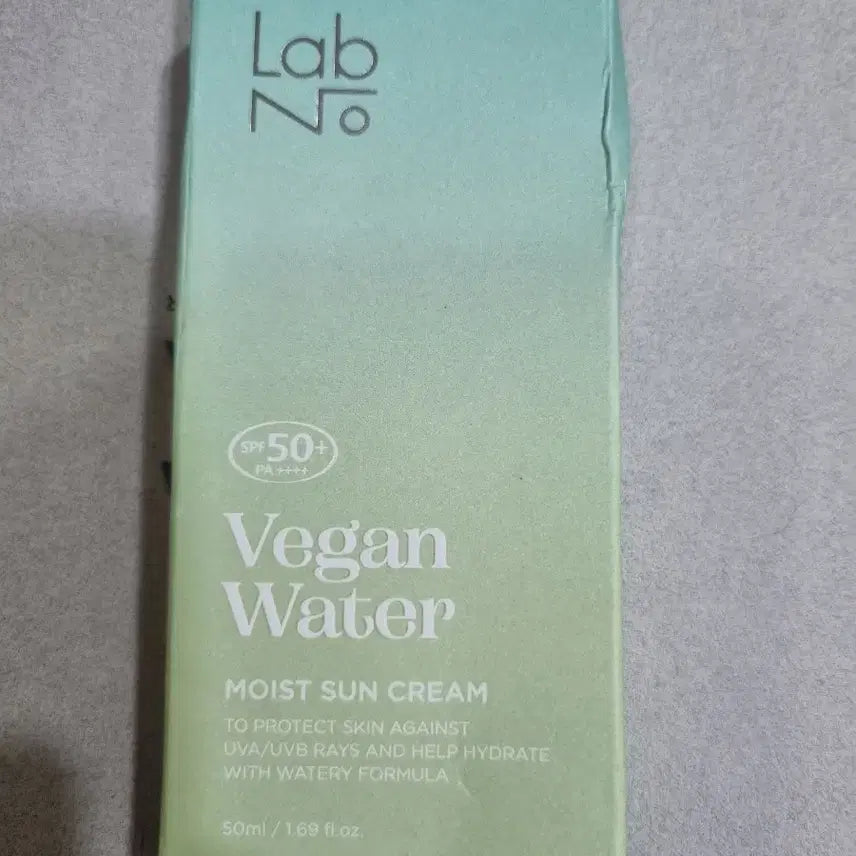 Lab
No
SPF 50+
PA ++++
Vegan
Water
MOIST SUN CREAM
TO PROTECT SKIN AGAINST
UVA/UVB RAYS AND HELP HYDRATE
WITH WATERY FORMULA
50ml / 1.69 fl.oz.